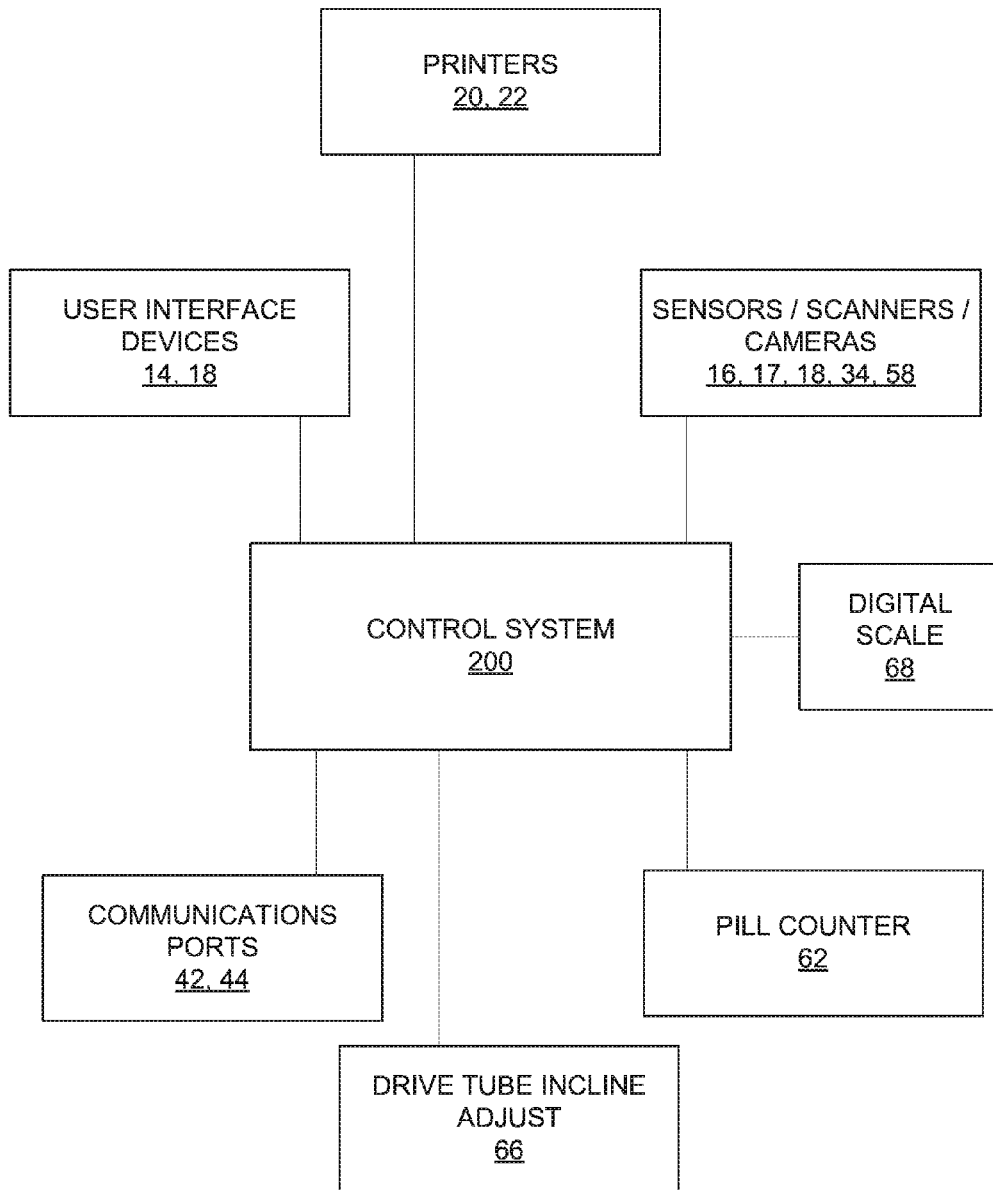 PRINTERS
20, 22
USER INTERFACE
DEVICES
14, 18
SENSORS / SCANNERS /
CAMERAS
16, 17, 18, 34, 58
CONTROL SYSTEM
200
DIGITAL
SCALE
68
COMMUNICATIONS
PORTS
42, 44
PILL COUNTER
62
DRIVE TUBE INCLINE
ADJUST
66